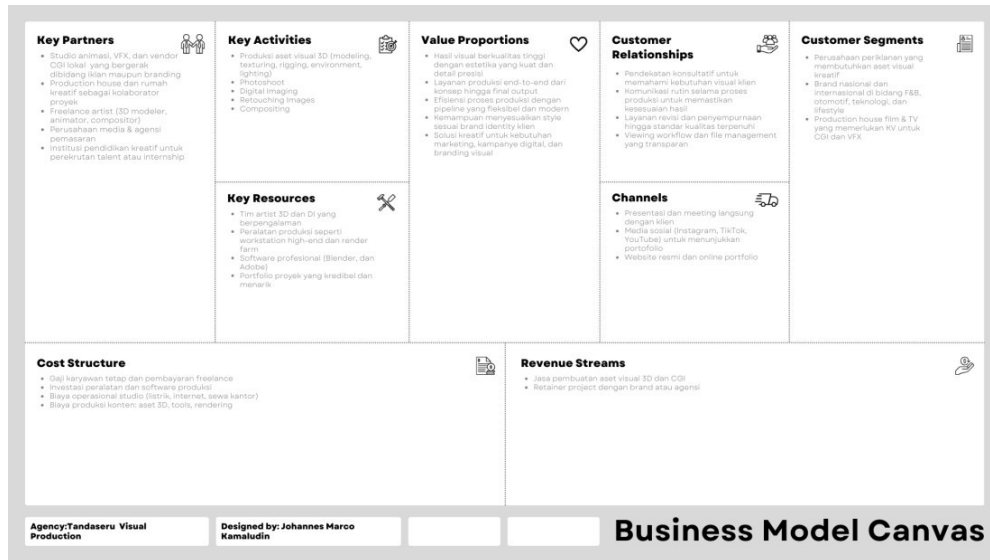 Key Partners
Studio animasi, VFX, dan vendor
CGI lokal yang bergerak
dibidang iklan maupun branding
Production house dan rumah
kreatif sebagai kolaborator
proyek
Freelance artist (3D modeler,
animator, compositor)
Perusahaan media & agensi
pemasaran
Institusi pendidikan kreatif untuk
perekrutan talent atau internship
Key Activities
Produksi aset visual 3D (modeling,
texturing, rigging, environment,
lighting)
Photoshoot
Digital Imaging
Retouching Images
Compositing
Key Resources
Tim artist 3D dan DI yang
berpengalaman
Peralatan produksi seperti
workstation high-end dan render
farm
Software profesional (Blender, dan
Adobe)
Portfolio proyek yang kredibel dan
menarik
Value Proportions
Hasil visual berkualitas tinggi
dengan estetika yang kuat dan
detail presisi
Layanan produksi end-to-end dari
konsep hingga final output
Efisiensi proses produksi dengan
pipeline yang fleksibel dan modern
Kemampuan menyesuaikan style
sesuai brand identity klien
Solusi kreatif untuk kebutuhan
marketing, kampanye digital, dan
branding visual
Customer
Relationships
Pendekatan konsultatif untuk
memahami kebutuhan visual klien
Komunikasi rutin selama proses
produksi untuk memastikan
kesesuaian hasil
Layanan revisi dan penyempurnaan
hingga standar kualitas terpenuhi
Viewing workflow dan file management
yang transparan
Channels
Presentasi dan meeting langsung
dengan klien
Media sosial (Instagram, TikTok,
YouTube) untuk menunjukkan
portofolio
Website resmi dan online portfolio
Customer Segments
Perusahaan periklanan yang
membutuhkan aset visual
kreatif
Brand nasional dan
internasional di bidang F&B,
otomotif, teknologi, dan
lifestyle
Production house film & TV
yang memerlukan KV untuk
CGI dan VFX
Cost Structure
Gaji karyawan tetap dan pembayaran freelance
Investasi peralatan dan software produksi
Biaya operasional studio (listrik, internet, sewa kantor)
Biaya produksi konten: aset 3D, tools, rendering
Revenue Streams
Jasa pembuatan aset visual 3D dan CGI
Retainer project dengan brand atau agensi
Agency:Tandaseru Visual
Production
Designed by: Johannes Marco
Kamaludin
Business Model Canvas